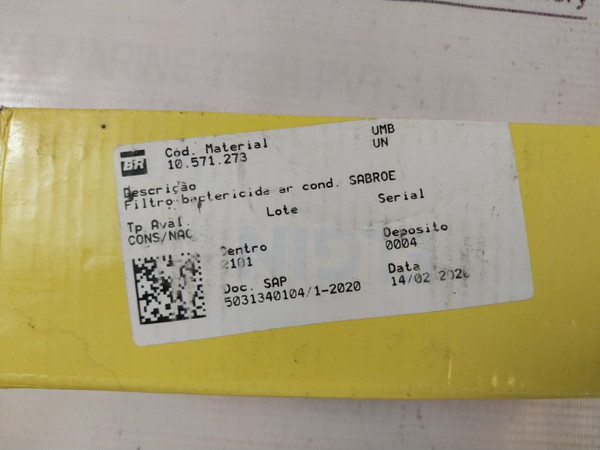 BR
Cód. Material
10.571.273
UMB
UN
Descrição
Filtro bactericida ar cond. SABROE
Tp Aval.
CONS/NAC
Lote
Serial
Centro
2101
Deposito
0004
Doc. SAP
5031340104/1-2020
Data
14/02 2020